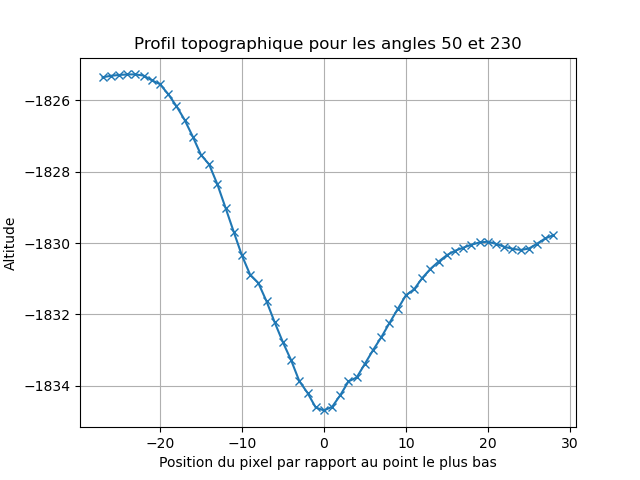 Profil topographique pour les angles 50 et 230
Altitude
−1826
−1828
−1830
−1832
−1834
−20 −10 0 10 20 30
Position du pixel par rapport au point le plus bas